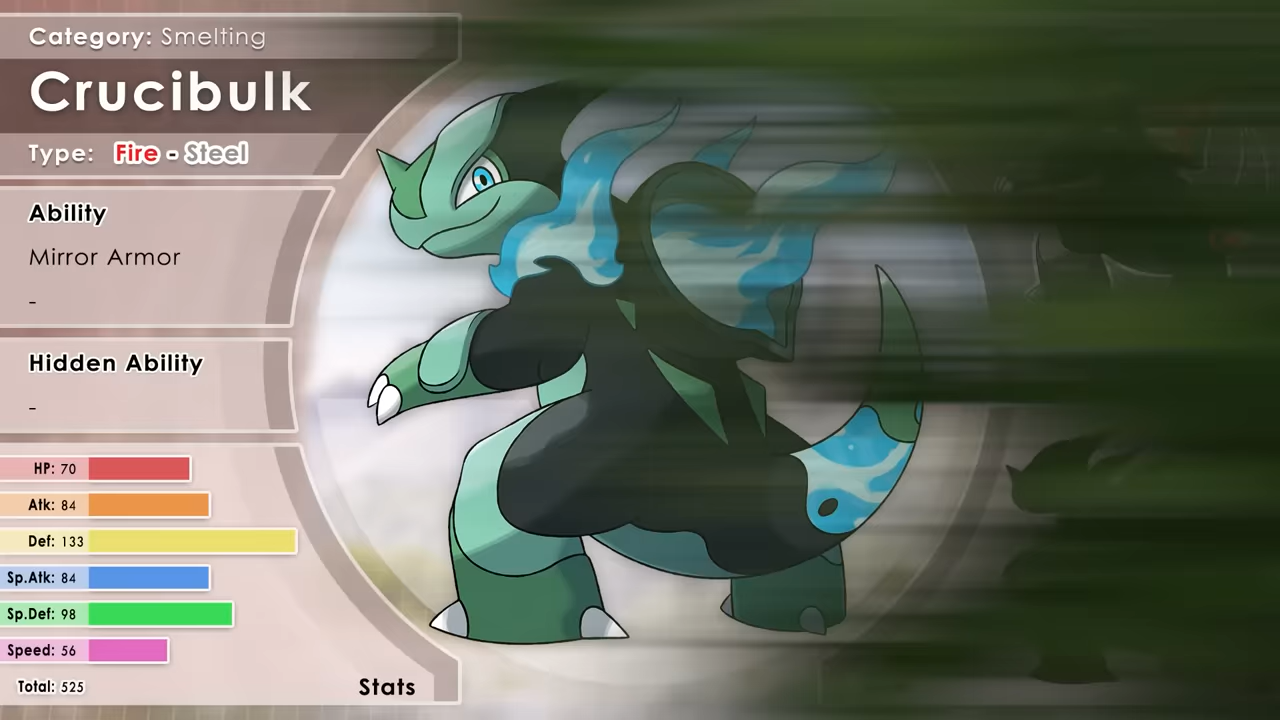 Category: Smelting
Crucibulk
Type: Fire - Steel
Ability
Mirror Armor
-
Hidden Ability
-
HP: 70
Atk: 84
Def: 133
Sp.Atk: 84
Sp.Def: 98
Speed: 56
Total: 525
Stats